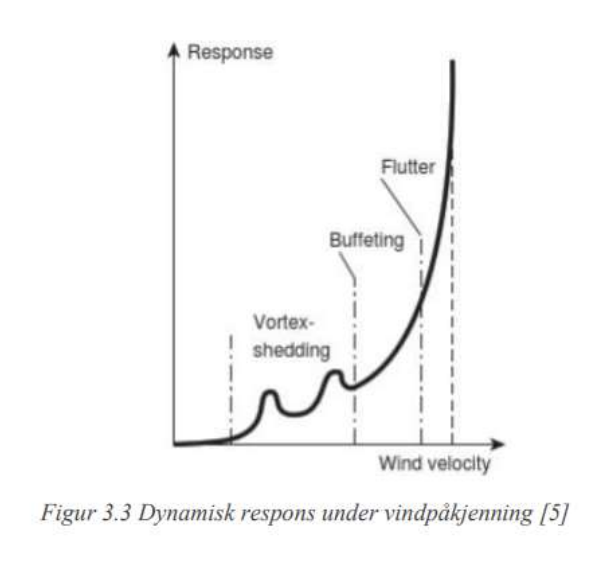 Response
Flutter
Buffeting
Vortex-
shedding
Wind velocity
Figur 3.3 Dynamisk respons under vindpåkjenning [5]